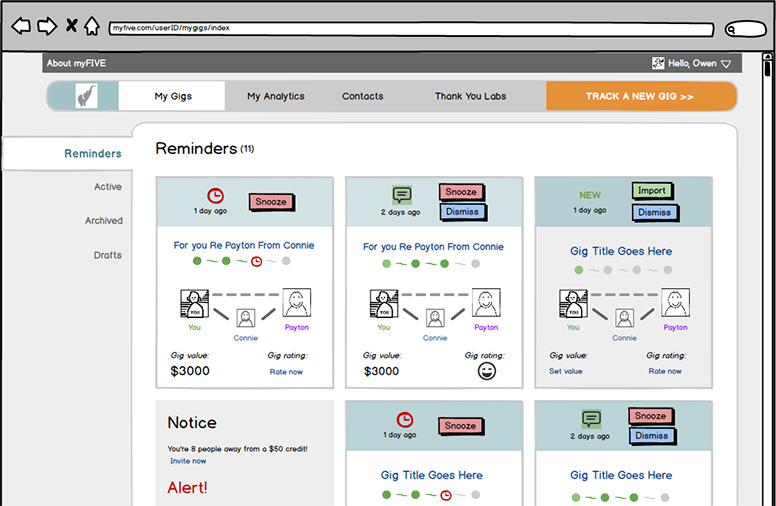 myfive.com/userID/mygigs/index
About myFIVE
Hello, Owen
My Gigs
My Analytics
Contacts
Thank You Labs
TRACK A NEW GIG >>
Reminders
Active
Archived
Drafts
Reminders (11)
1 day ago
Snooze
For you Re Payton From Connie
YOU
You
Connie
Payton
Gig value:
Gig rating:
$3000
Rate now
2 days ago
Snooze
Dismiss
For you Re Payton From Connie
YOU
You
Connie
Payton
Gig value:
Gig rating:
$3000
NEW
1 day ago
Import
Dismiss
Gig Title Goes Here
YOU
You
Connie
Payton
Gig value:
Gig rating:
Set value
Rate now
Notice
You're 8 people away from a $50 credit!
Invite now
Alert!
1 day ago
Snooze
Gig Title Goes Here
2 days ago
Snooze
Dismiss
Gig Title Goes Here